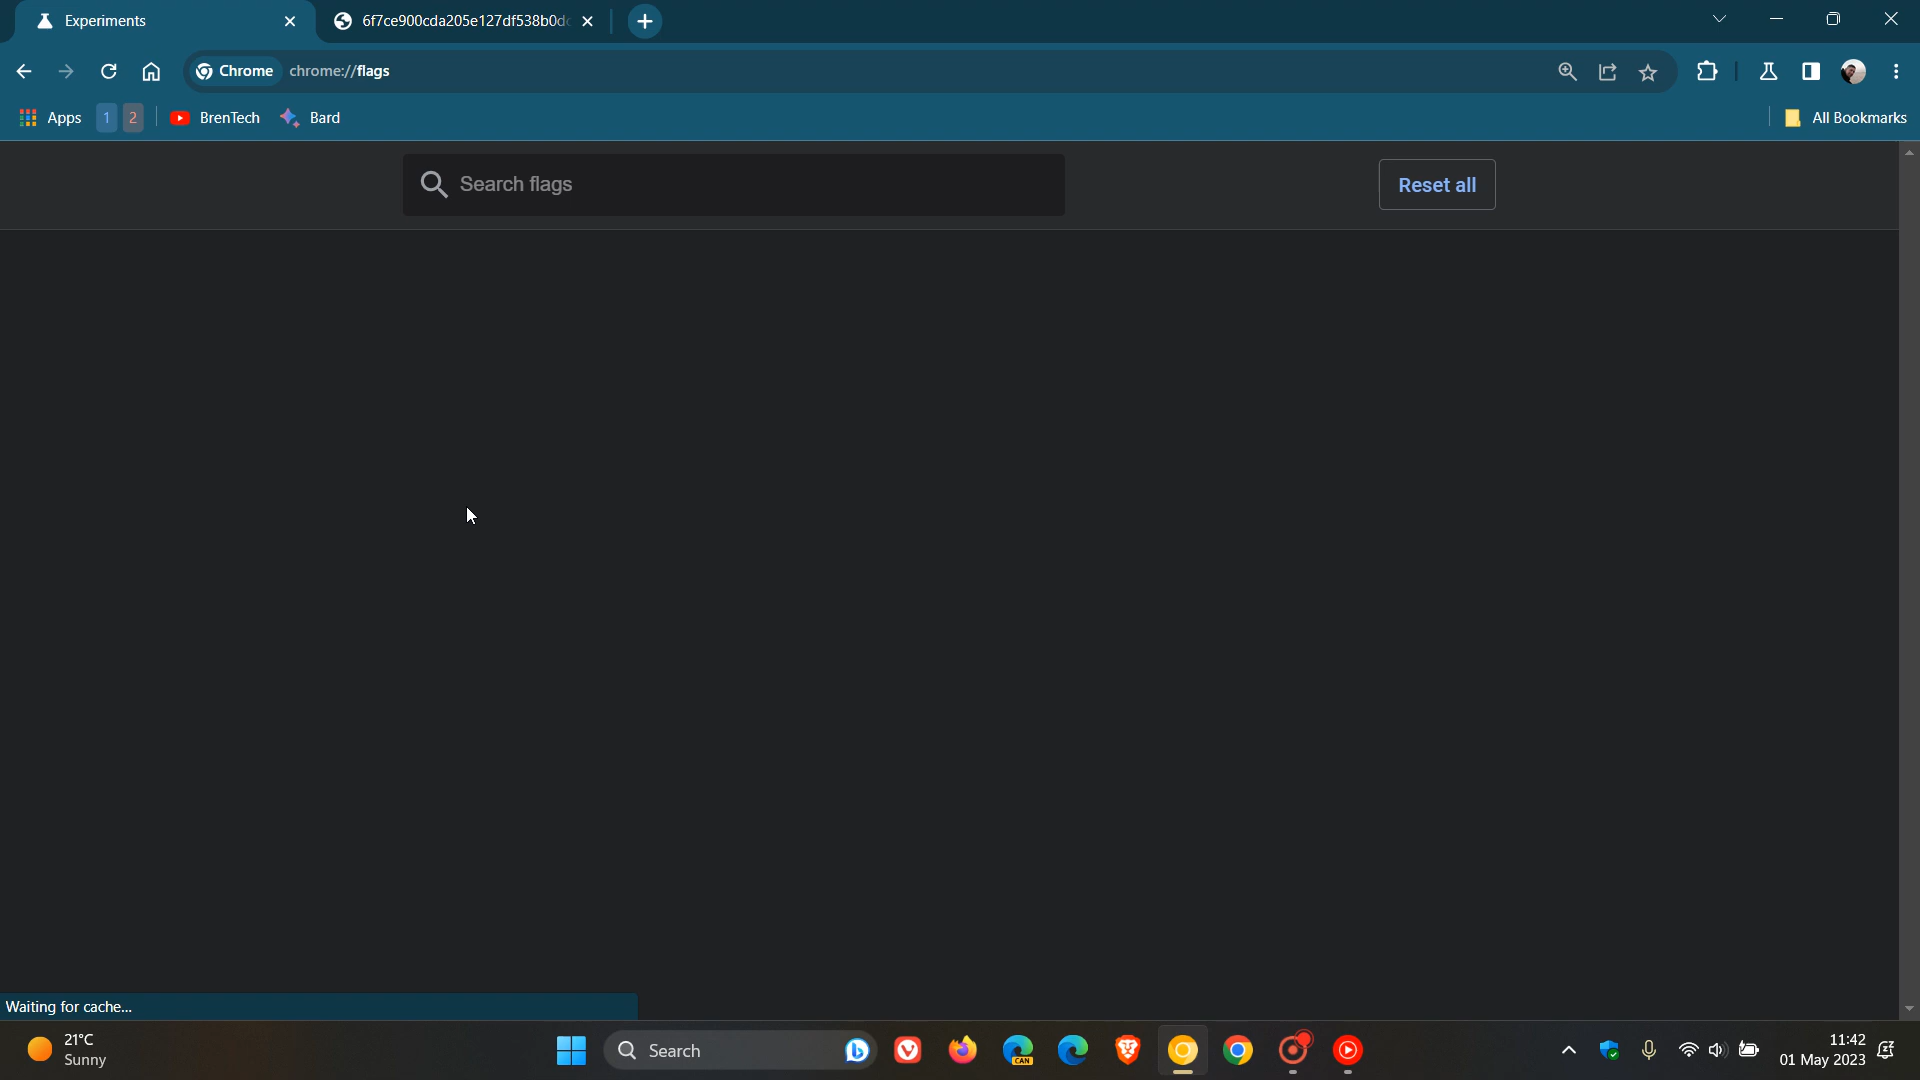 Experiments
6f7ce900cda205e127df538b0d
Chrome chrome://flags
Apps 1 2 BrenTech Bard All Bookmarks
Search flags
Reset all
Waiting for cache...
21°C
Sunny
Search
CAN
11:42
01 May 2023